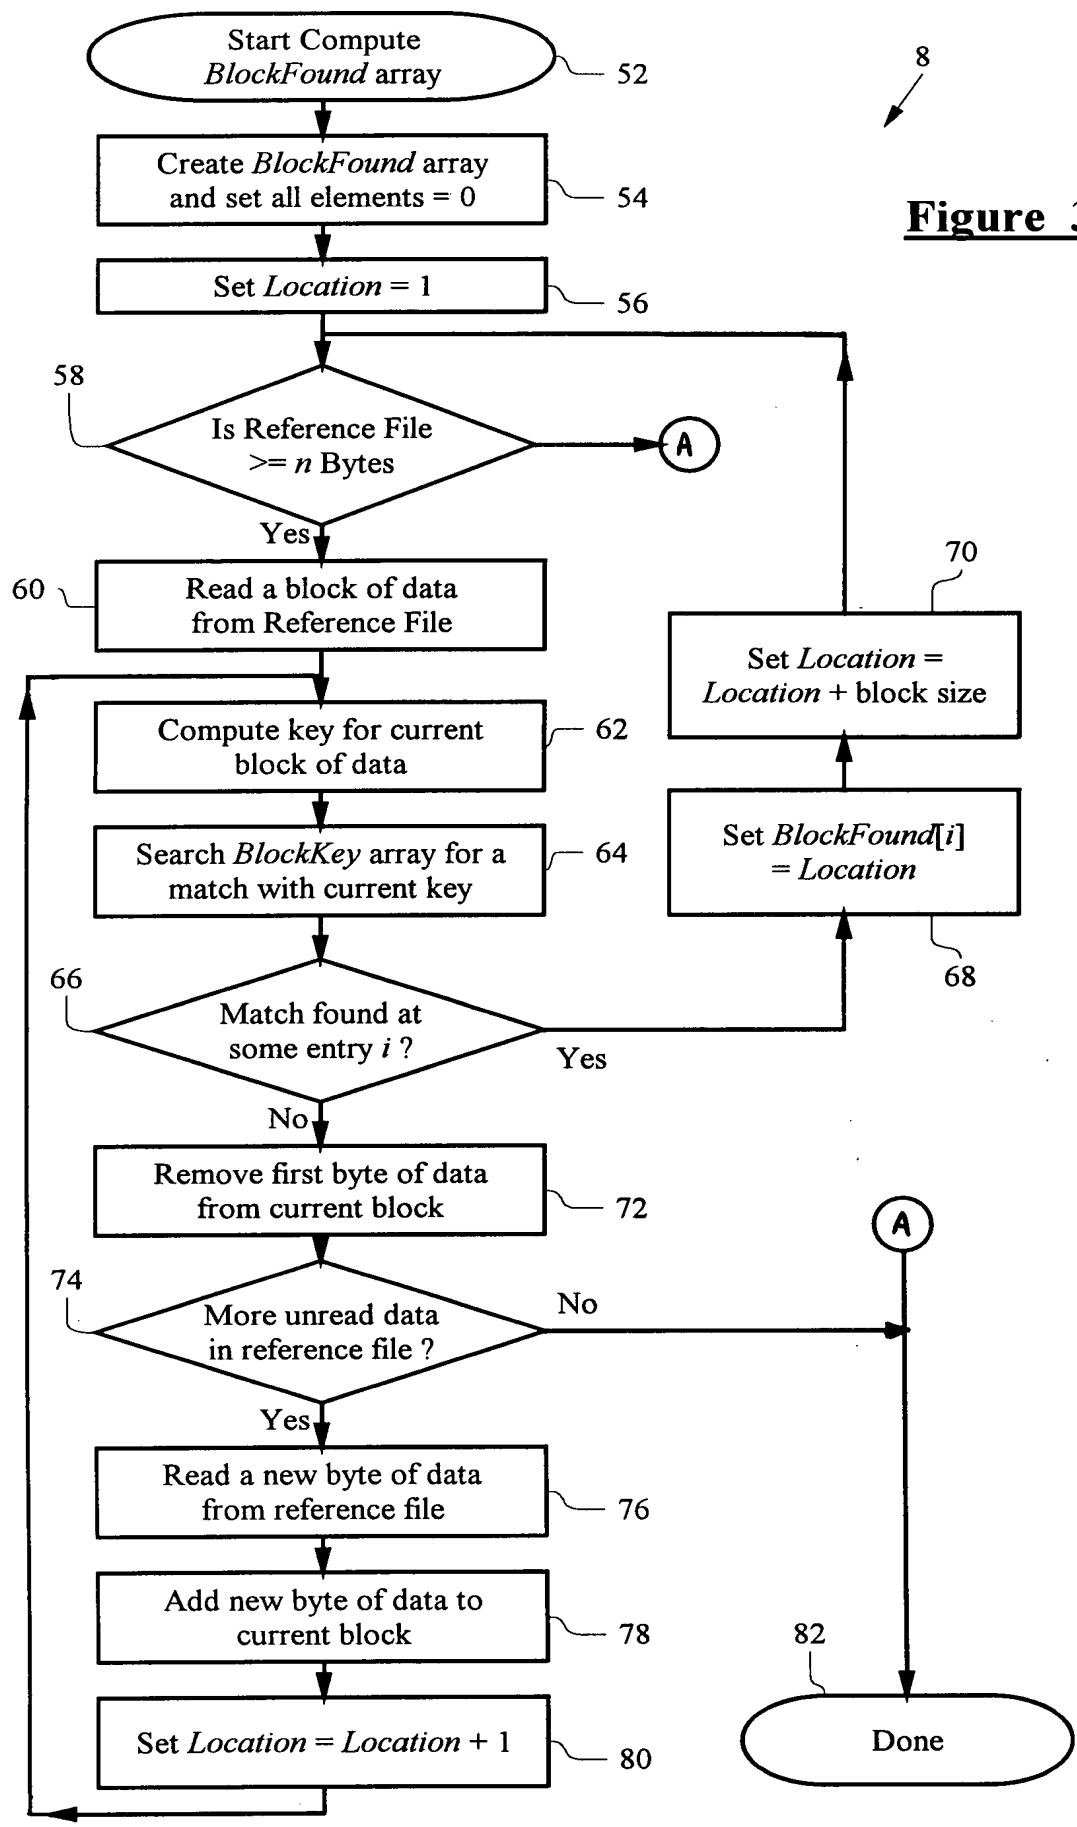 Start Compute
BlockFound array
52
8
Create BlockFound array
and set all elements = 0
54
Figure
Set Location = 1
56
58
Is Reference File
>= n Bytes
A
Yes
60
Read a block of data
from Reference File
70
Set Location =
Location + block size
Compute key for current
block of data
62
Search BlockKey array for a
match with current key
64
Set BlockFound[i]
= Location
68
66
Match found at
some entry i ?
Yes
No
Remove first byte of data
from current block
72
A
74
More unread data
in reference file ?
No
Yes
Read a new byte of data
from reference file
76
Add new byte of data to
current block
78
82
Set Location = Location + 1
80
Done